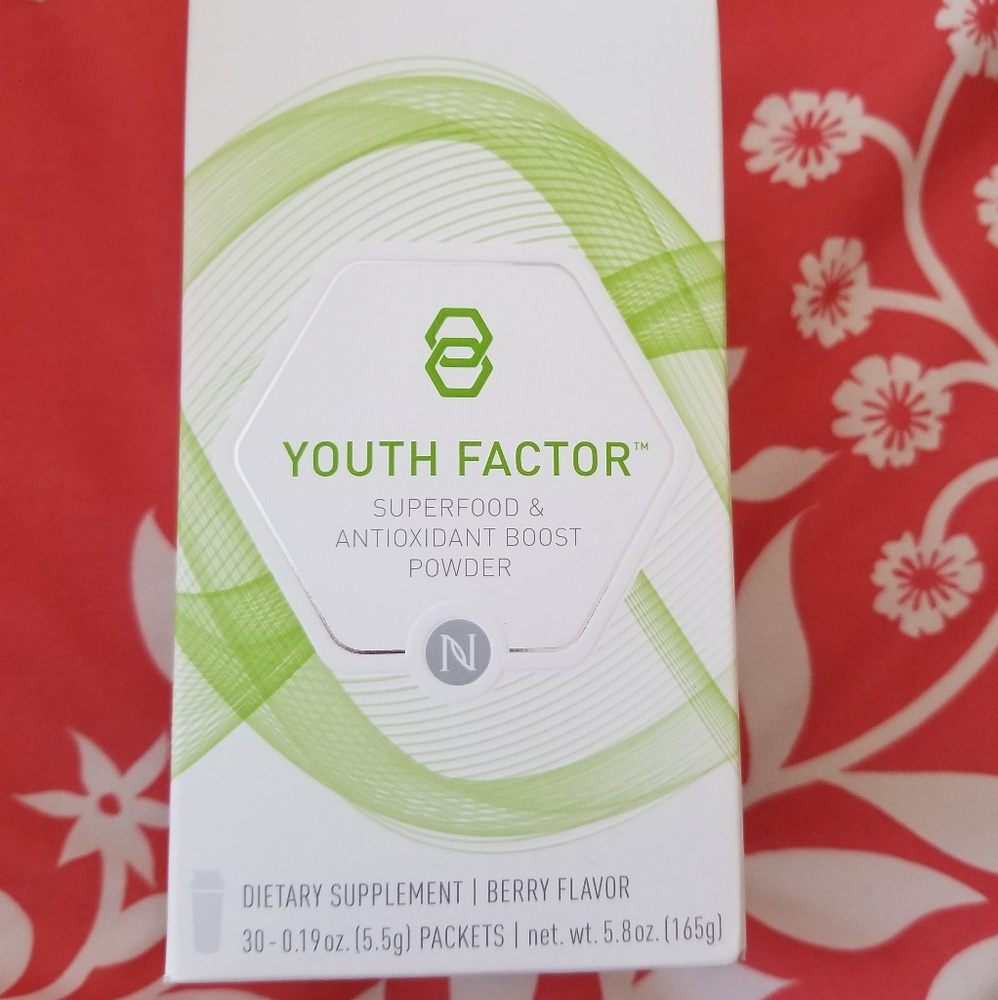 YOUTH FACTOR™
SUPERFOOD &
ANTIOXIDANT BOOST
POWDER
N
DIETARY SUPPLEMENT | BERRY FLAVOR
30-0.19oz. (5.5g) PACKETS | net. wt. 5.8oz. (165g)